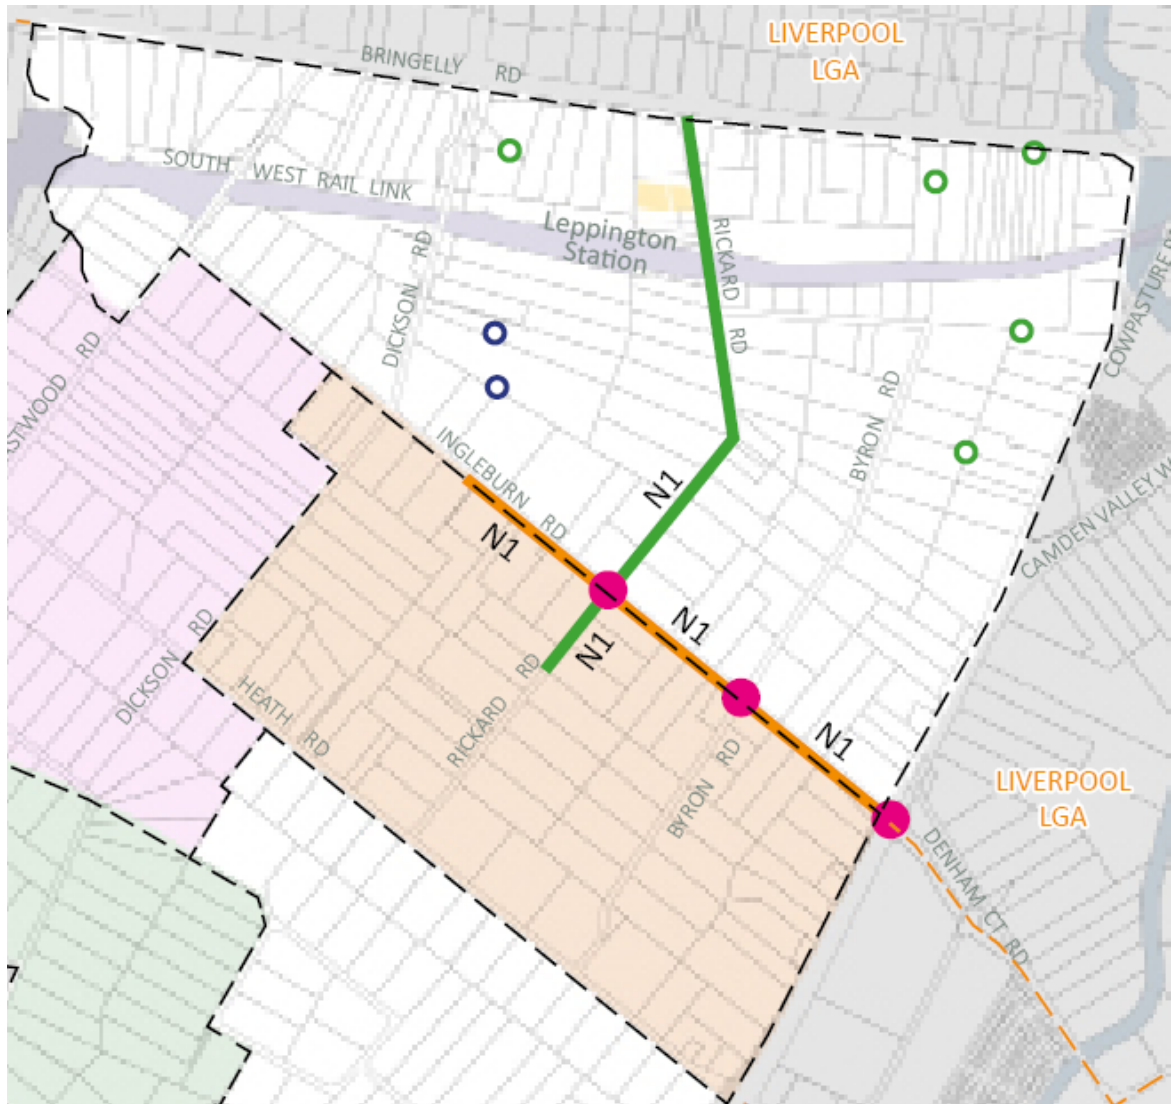 LIVERPOOL
LGA
BRINGELLY RD
SOUTH WEST RAIL LINK
Leppington
Station
RICKARD RD
DICKSON RD
COWPASTURE
BYRON RD
INGLEBURN RD
N1
N1
CAMDEN VALLEY
N1
N1
N1
DICKSON RD
HEATH RD
RICKARD RD
BYRON RD
LIVERPOOL
LGA
DENHAM CT RD
STWOOD RD